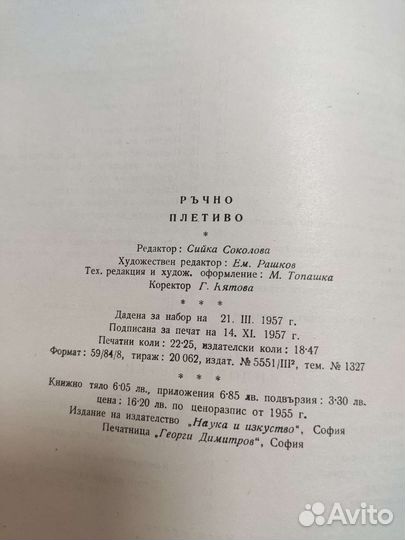 РЪЧНО
ПЛЕТИВО
*
Редактор: Сийка Соколова
Художествен редактор: Ем. Рашков
Тех. редакция и худож. оформление: М. Топашка
Коректор Г. Кятова
* * *
Дадена за набор на 21. III. 1957 г.
Подписана за печат на 14. XI. 1957 г.
Печатни коли: 22·25, издателски коли: 18·47
Формат: 59/84/8, тираж: 20 062, издат. № 5551/III², тем. № 1327
* * *
Книжно тяло 6·05 лв., приложения 6·85 лв. подвързия: 3·30 лв.
цена: 16·20 лв. по ценоразпис от 1955 г.
Издание на издателство „Наука и изкуство", София
Печатница „Георги Димитров", София
Avito